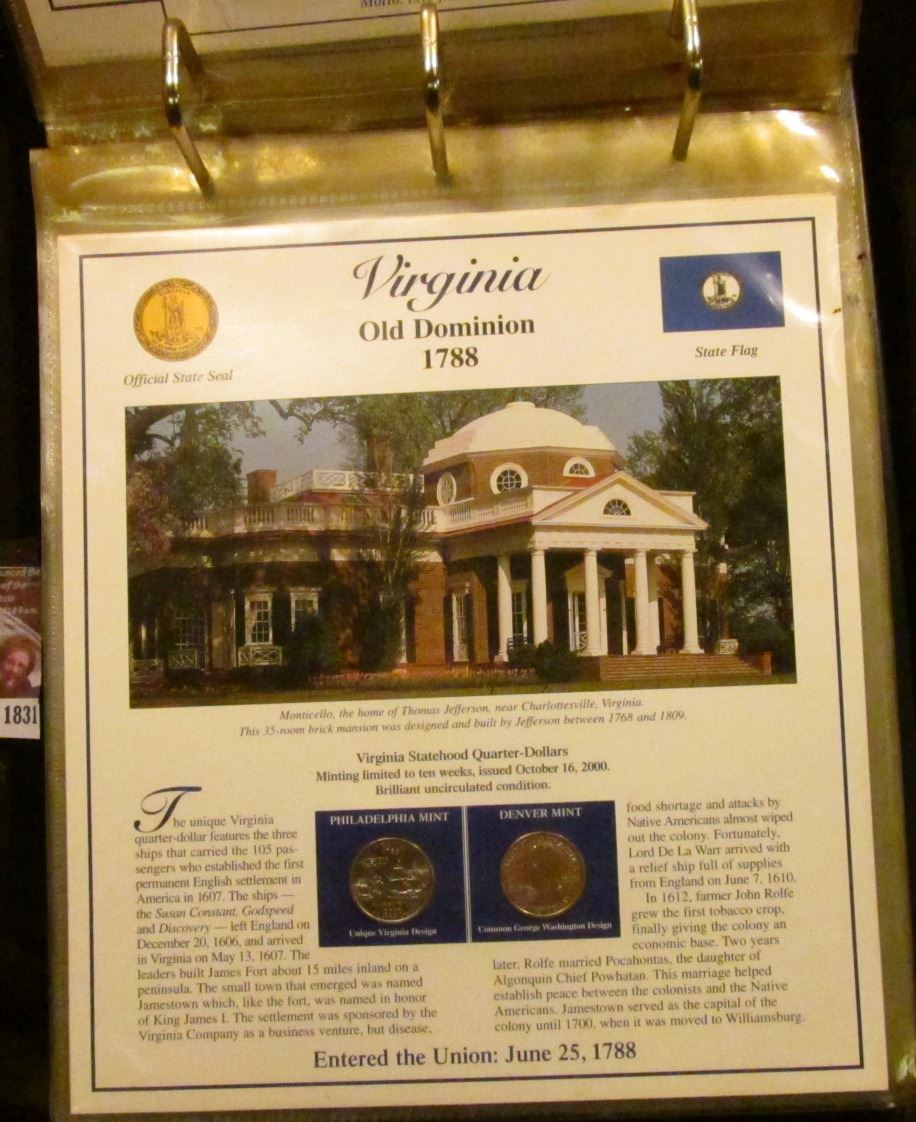 Motto:
Virginia
Old Dominion
1788
Official State Seal
State Flag
Monticello, the home of Thomas Jefferson, near Charlottesville, Virginia.
This 35-room brick mansion was designed and built by Jefferson between 1768 and 1809.
Virginia Statehood Quarter-Dollars
Minting limited to ten weeks, issued October 16, 2000.
Brilliant uncirculated condition.
The unique Virginia
quarter-dollar features the three
ships that carried the 105 pas-
sengers who established the first
permanent English settlement in
America in 1607. The ships —
the Susan Constant, Godspeed
and Discovery — left England on
December 20, 1606, and arrived
in Virginia on May 13, 1607. The
leaders built James Fort about 15 miles inland on a
peninsula. The small town that emerged was named
Jamestown which, like the fort, was named in honor
of King James I. The settlement was sponsored by the
Virginia Company as a business venture, but disease,
PHILADELPHIA MINT
Unique Virginia Design
DENVER MINT
Common George Washington Design
food shortage and attacks by
Native Americans almost wiped
out the colony. Fortunately,
Lord De La Warr arrived with
a relief ship full of supplies
from England on June 7, 1610.
In 1612, farmer John Rolfe
grew the first tobacco crop,
finally giving the colony an
economic base. Two years
later, Rolfe married Pocahontas, the daughter of
Algonquin Chief Powhatan. This marriage helped
establish peace between the colonists and the Native
Americans. Jamestown served as the capital of the
colony until 1700, when it was moved to Williamsburg.
Entered the Union: June 25, 1788
1831